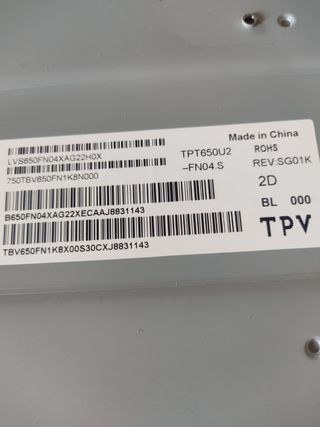 Made in China
LVS650FN04XAG22H0X
TPT650U2
-FN04.S
ROHS
REV:SG01K
750TBV650FN1K8N000
2D
B650FN04XAG22XECAAJ8831143
BL 000
TBV650FN1K8X00S30CXJ8831143
TPV